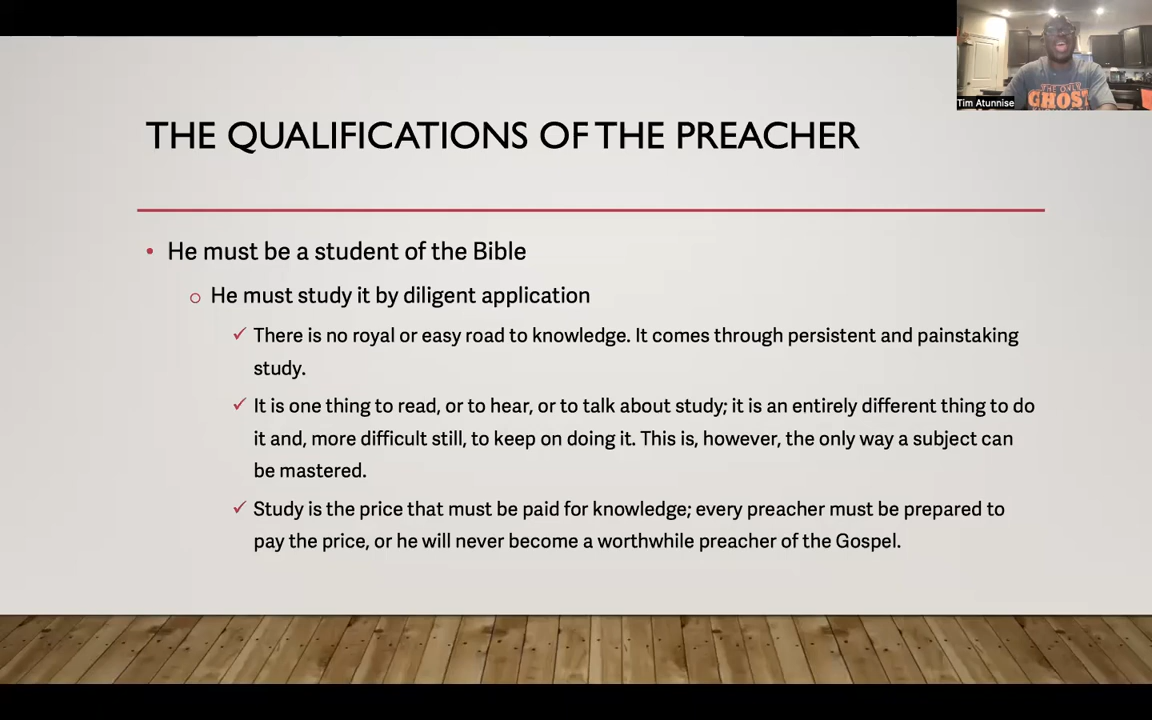 THE ONLY
GHOST
Tim Atunnise
THE QUALIFICATIONS OF THE PREACHER
• He must be a student of the Bible
o He must study it by diligent application
✓ There is no royal or easy road to knowledge. It comes through persistent and painstaking
study.
✓ It is one thing to read, or to hear, or to talk about study; it is an entirely different thing to do
it and, more difficult still, to keep on doing it. This is, however, the only way a subject can
be mastered.
✓ Study is the price that must be paid for knowledge; every preacher must be prepared to
pay the price, or he will never become a worthwhile preacher of the Gospel.